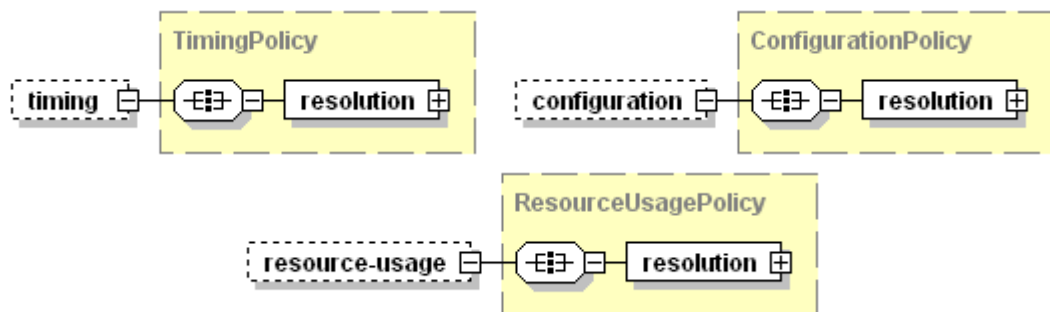 TimingPolicy
timing
resolution
ConfigurationPolicy
configuration
resolution
ResourceUsagePolicy
resource-usage
resolution